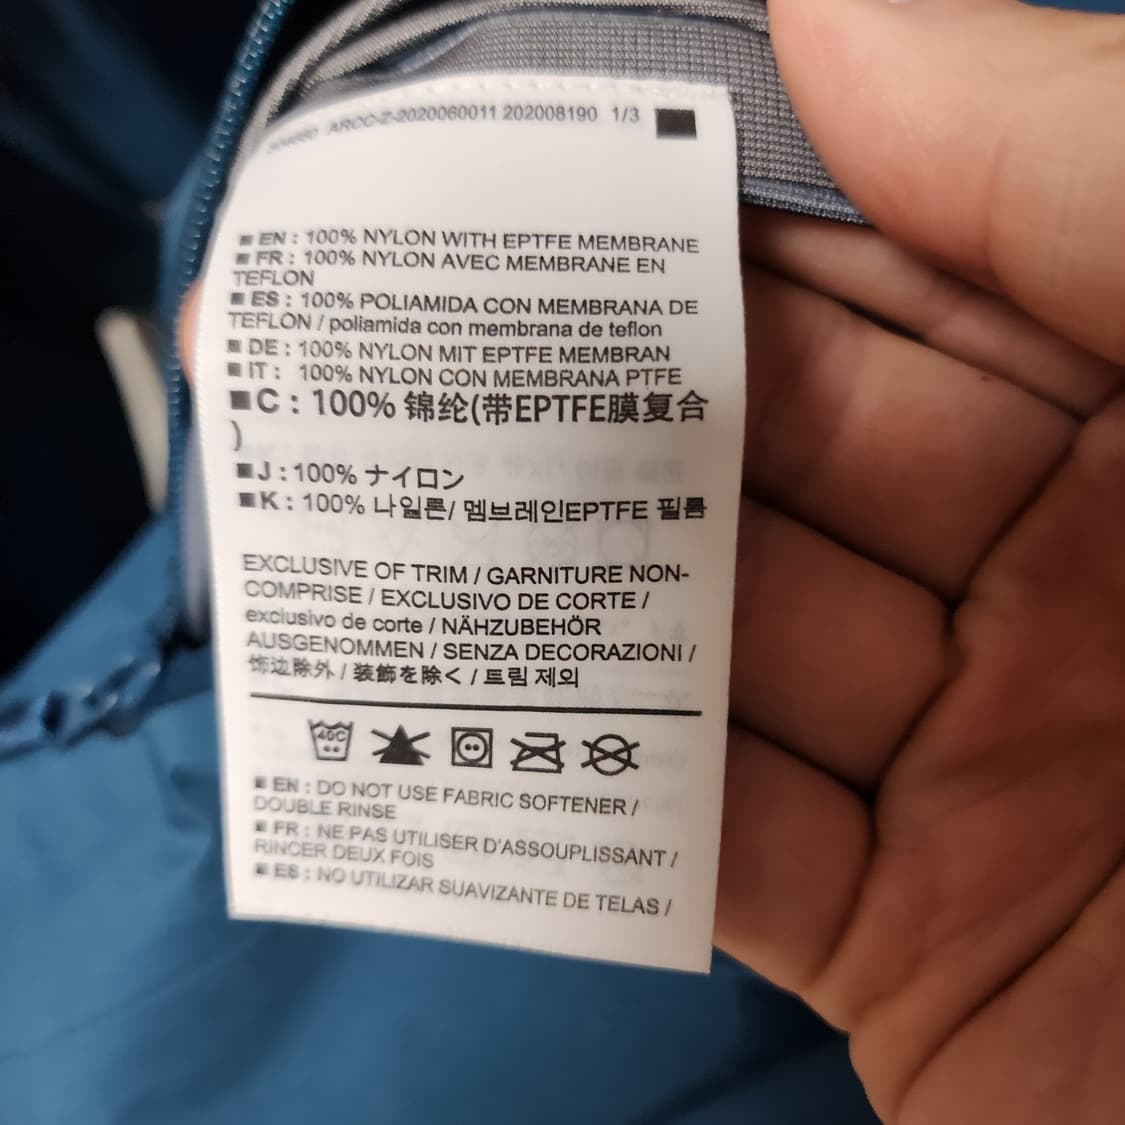 ARCC-Z-2020060011 202008190 1/3
■ EN : 100% NYLON WITH EPTFE MEMBRANE
■ FR : 100% NYLON AVEC MEMBRANE EN
TEFLON
■ ES : 100% POLIAMIDA CON MEMBRANA DE
TEFLON / poliamida con membrana de teflon
■ DE : 100% NYLON MIT EPTFE MEMBRAN
■ IT : 100% NYLON CON MEMBRANA PTFE
■ C : 100% 锦纶(带EPTFE膜复合
)
■ J : 100% ナイロン
■ K : 100% 나일론/ 멤브레인EPTFE 필름
EXCLUSIVE OF TRIM / GARNITURE NON-
COMPRISE / EXCLUSIVO DE CORTE /
exclusivo de corte / NÄHZUBEHÖR
AUSGENOMMEN / SENZA DECORAZIONI /
饰边除外 / 装飾を除く / 트림 제외
40C
■ EN : DO NOT USE FABRIC SOFTENER /
DOUBLE RINSE
■ FR : NE PAS UTILISER D'ASSOUPLISSANT /
RINCER DEUX FOIS
■ ES : NO UTILIZAR SUAVIZANTE DE TELAS /